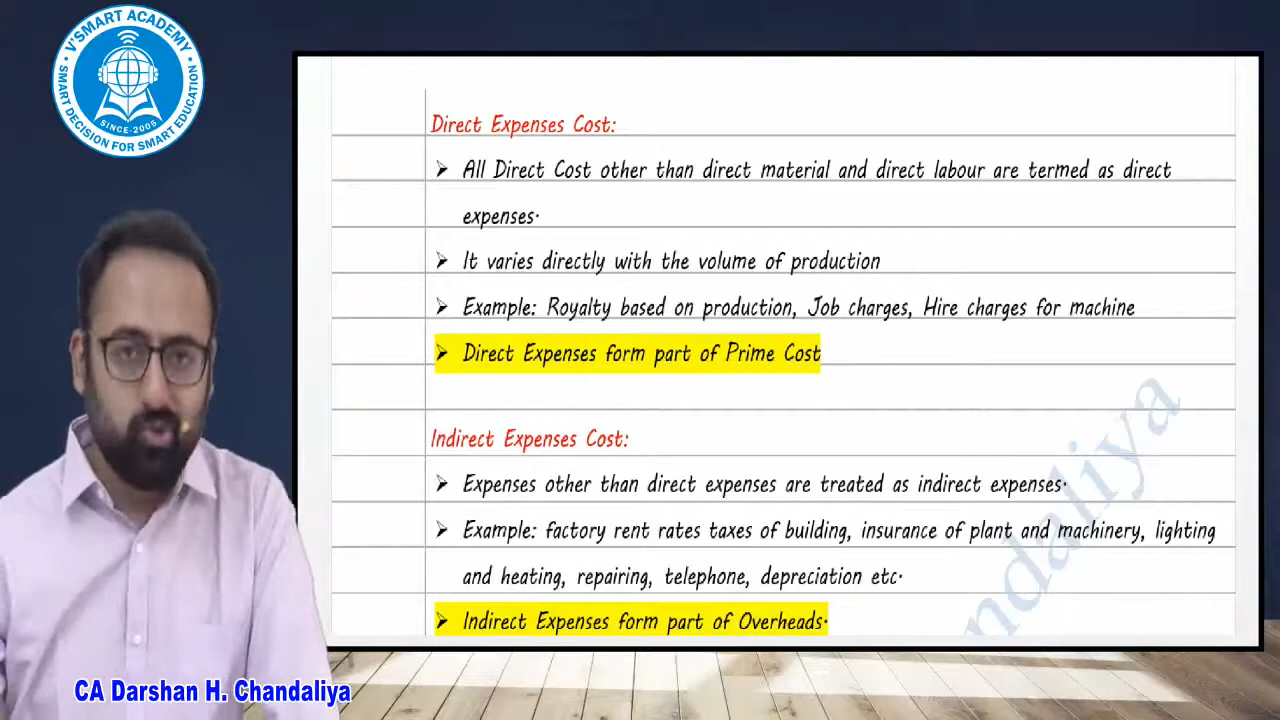 V'SMART ACADEMY
SMART DECISION FOR SMART EDUCATION
SINCE-2005
Direct Expenses Cost:
➤ All Direct Cost other than direct material and direct labour are termed as direct
expenses.
➤ It varies directly with the volume of production
➤ Example: Royalty based on production, Job charges, Hire charges for machine
➤ Direct Expenses form part of Prime Cost
Indirect Expenses Cost:
➤ Expenses other than direct expenses are treated as indirect expenses.
➤ Example: factory rent rates taxes of building, insurance of plant and machinery, lighting
and heating, repairing, telephone, depreciation etc.
➤ Indirect Expenses form part of Overheads.
ndaliya
CA Darshan H. Chandaliya